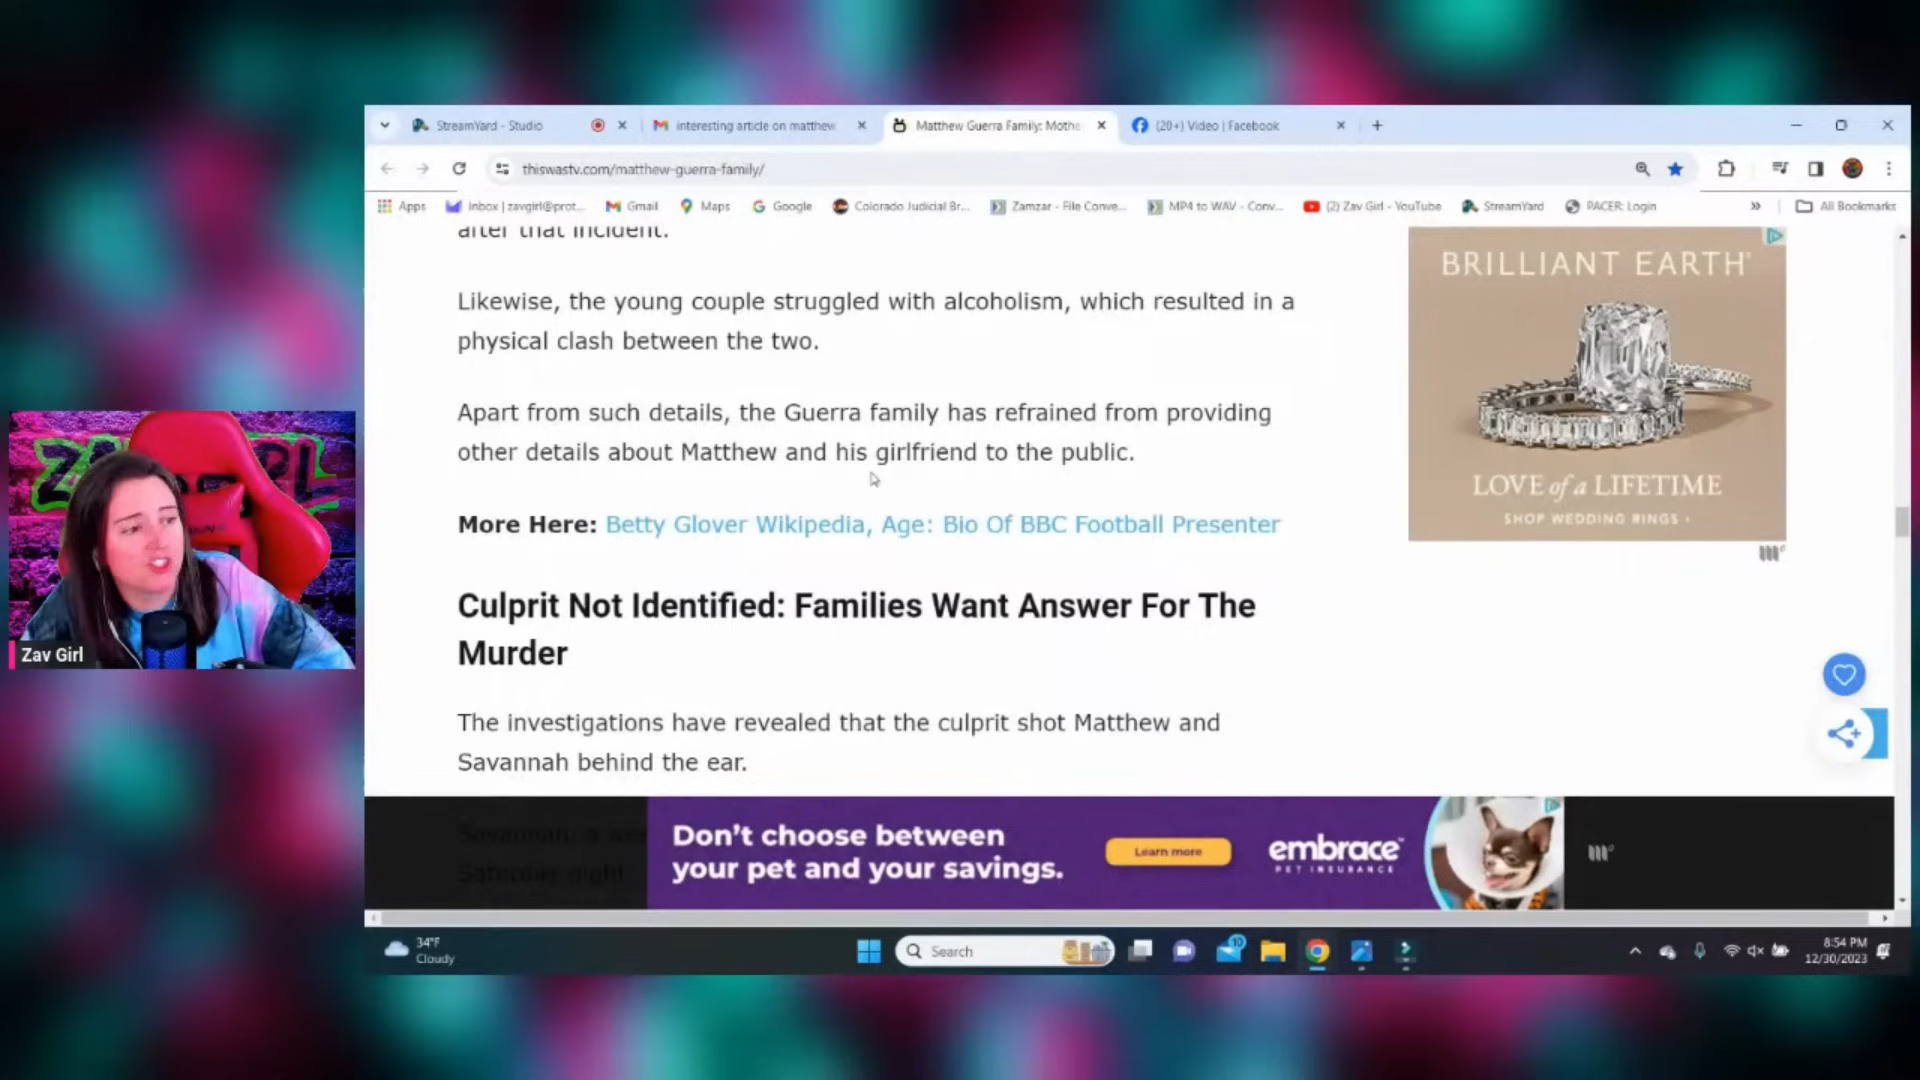 StreamYard - Studio
interesting article on matthew
Matthew Guerra Family: Mothe
(20+) Video | Facebook
thiswastv.com/matthew-guerra-family/
Apps
Inbox | zavgirl@prot...
Gmail
Maps
Google
Colorado Judicial Br...
Zamzar - File Conve...
MP4 to WAV - Conv...
(2) Zav Girl - YouTube
StreamYard
PACER: Login
»
All Bookmarks
after that incident.
Likewise, the young couple struggled with alcoholism, which resulted in a
physical clash between the two.
Apart from such details, the Guerra family has refrained from providing
other details about Matthew and his girlfriend to the public.
More Here: Betty Glover Wikipedia, Age: Bio Of BBC Football Presenter
Culprit Not Identified: Families Want Answer For The
Murder
The investigations have revealed that the culprit shot Matthew and
Savannah behind the ear.
Saturday night
BRILLIANT EARTH
LOVE of a LIFETIME
SHOP WEDDING RINGS
Don't choose between
your pet and your savings.
Learn more
embrace
PET INSURANCE
Zav Girl
34°F
Cloudy
Search
10
8:54 PM
12/30/2023